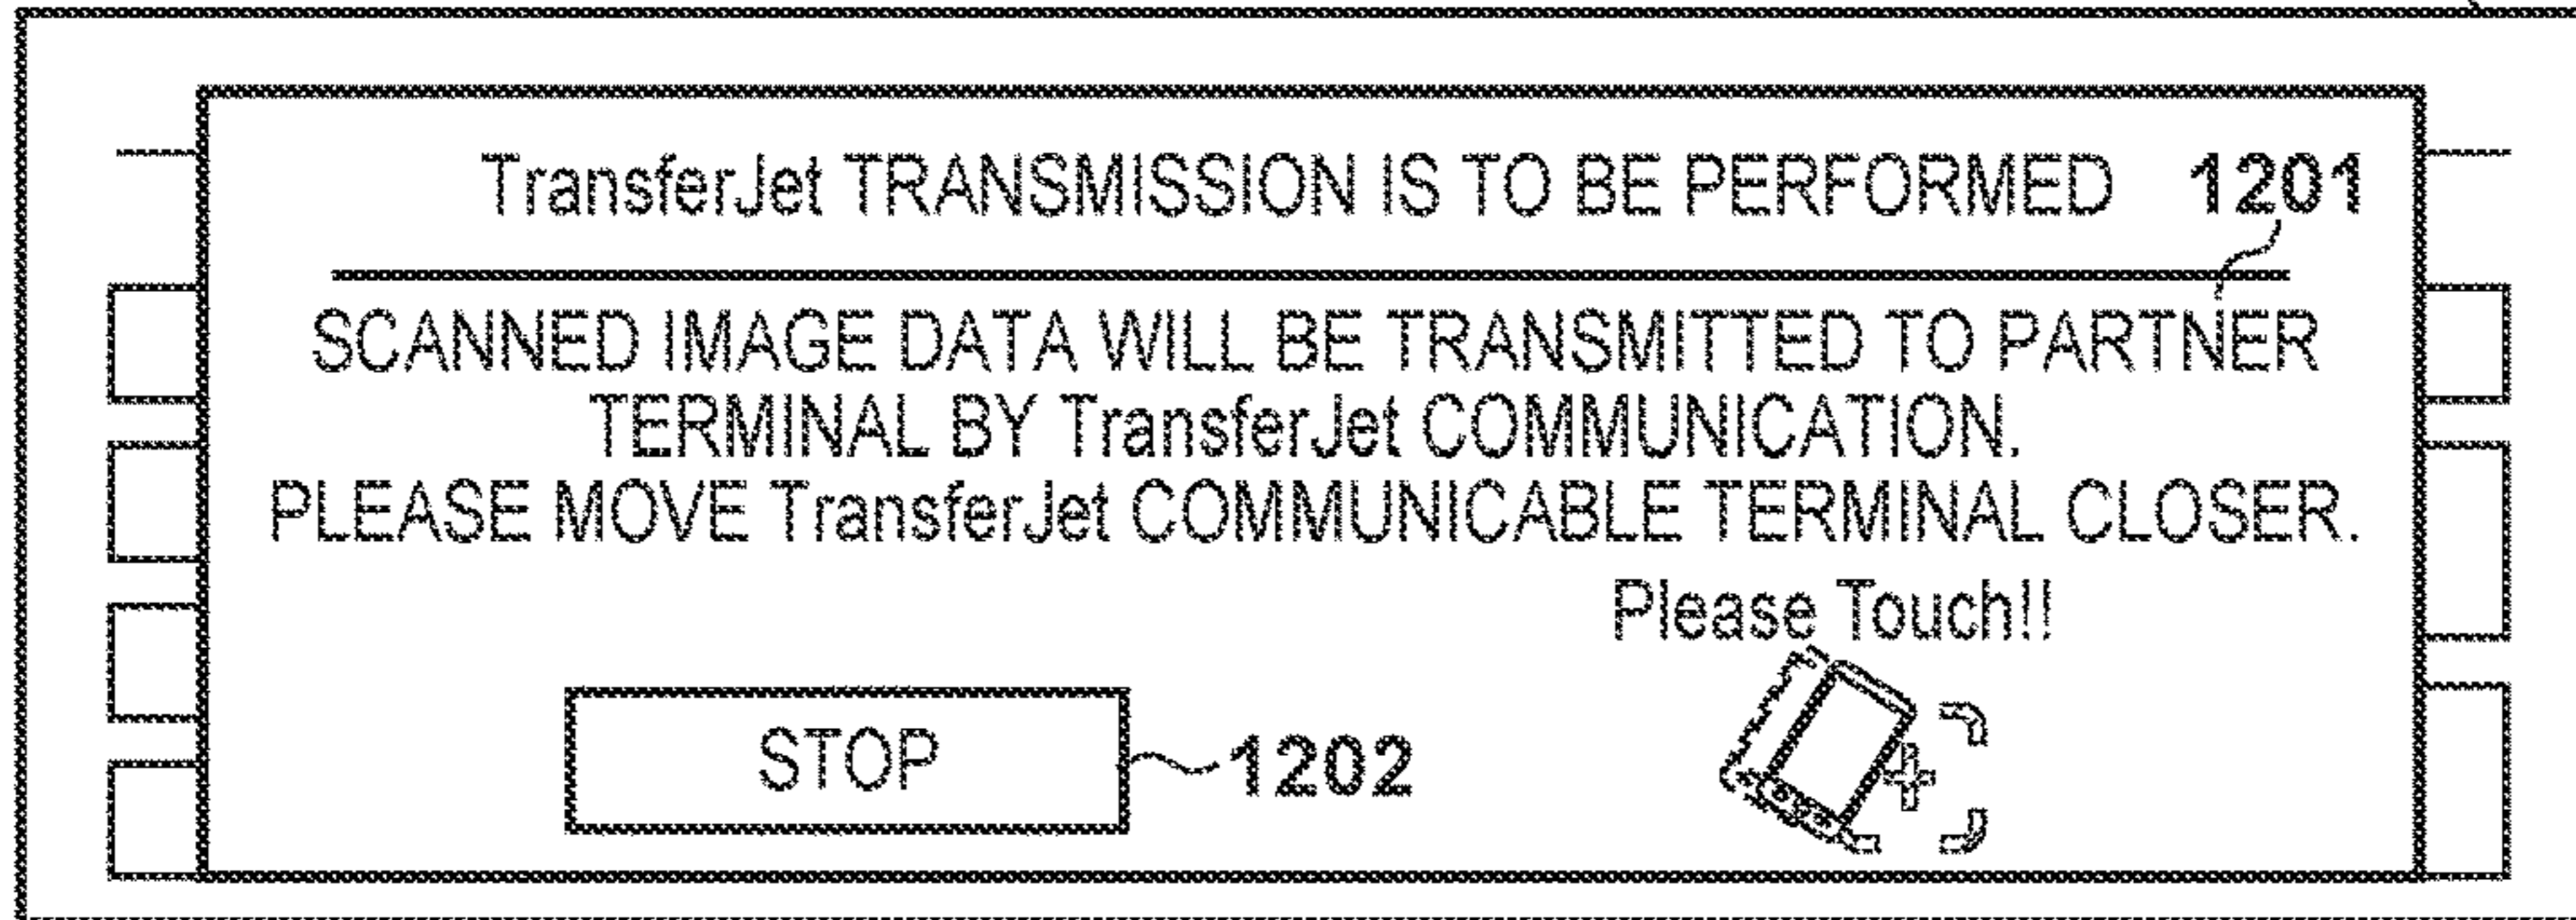 TransferJet TRANSMISSION IS TO BE PERFORMED 1201
SCANNED IMAGE DATA WILL BE TRANSMITTED TO PARTNER
TERMINAL BY TransferJet COMMUNICATION.
PLEASE MOVE TransferJet COMMUNICABLE TERMINAL CLOSER.
Please Touch!!
STOP 1202